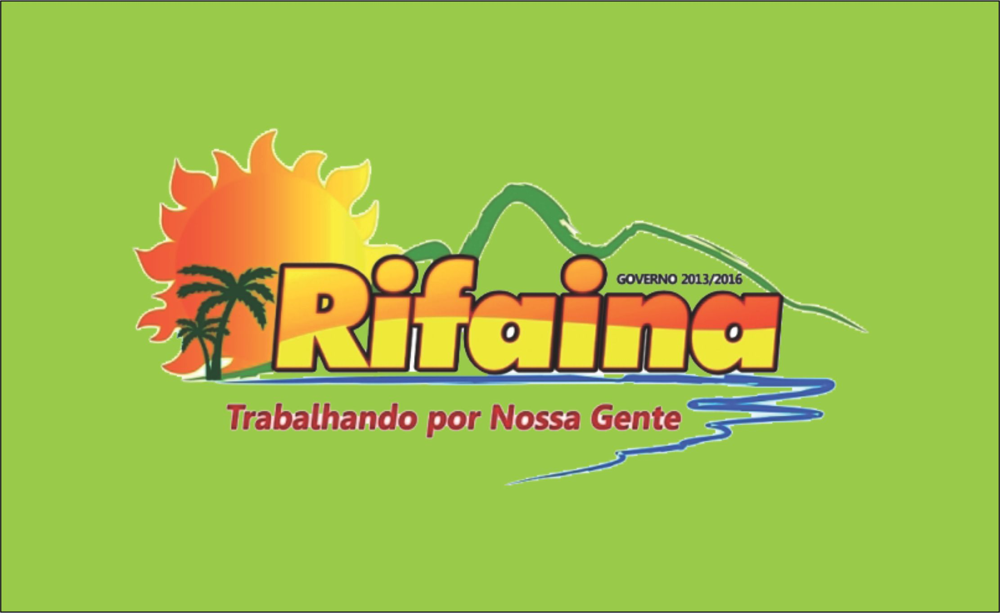 Rifaina
GOVERNO 2013/2016
Trabalhando por Nossa Gente